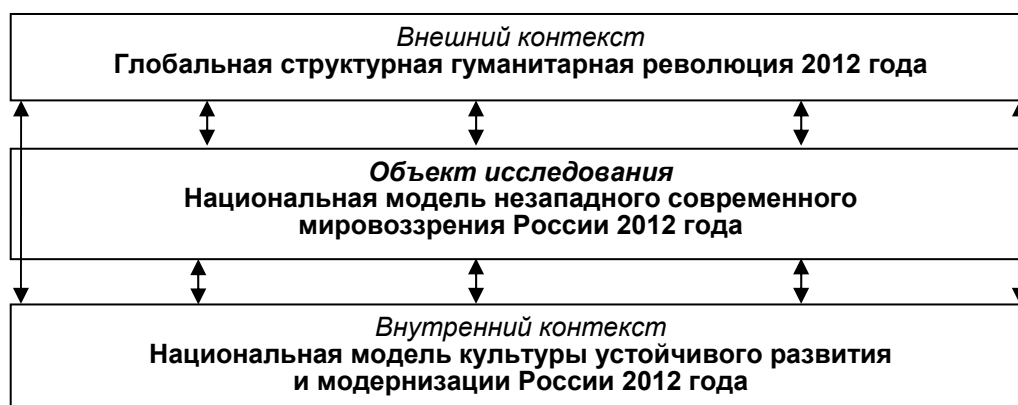 Внешний контекст
Глобальная структурная гуманитарная революция 2012 года
Объект исследования
Национальная модель незападного современного
мировоззрения России 2012 года
Внутренний контекст
Национальная модель культуры устойчивого развития
и модернизации России 2012 года